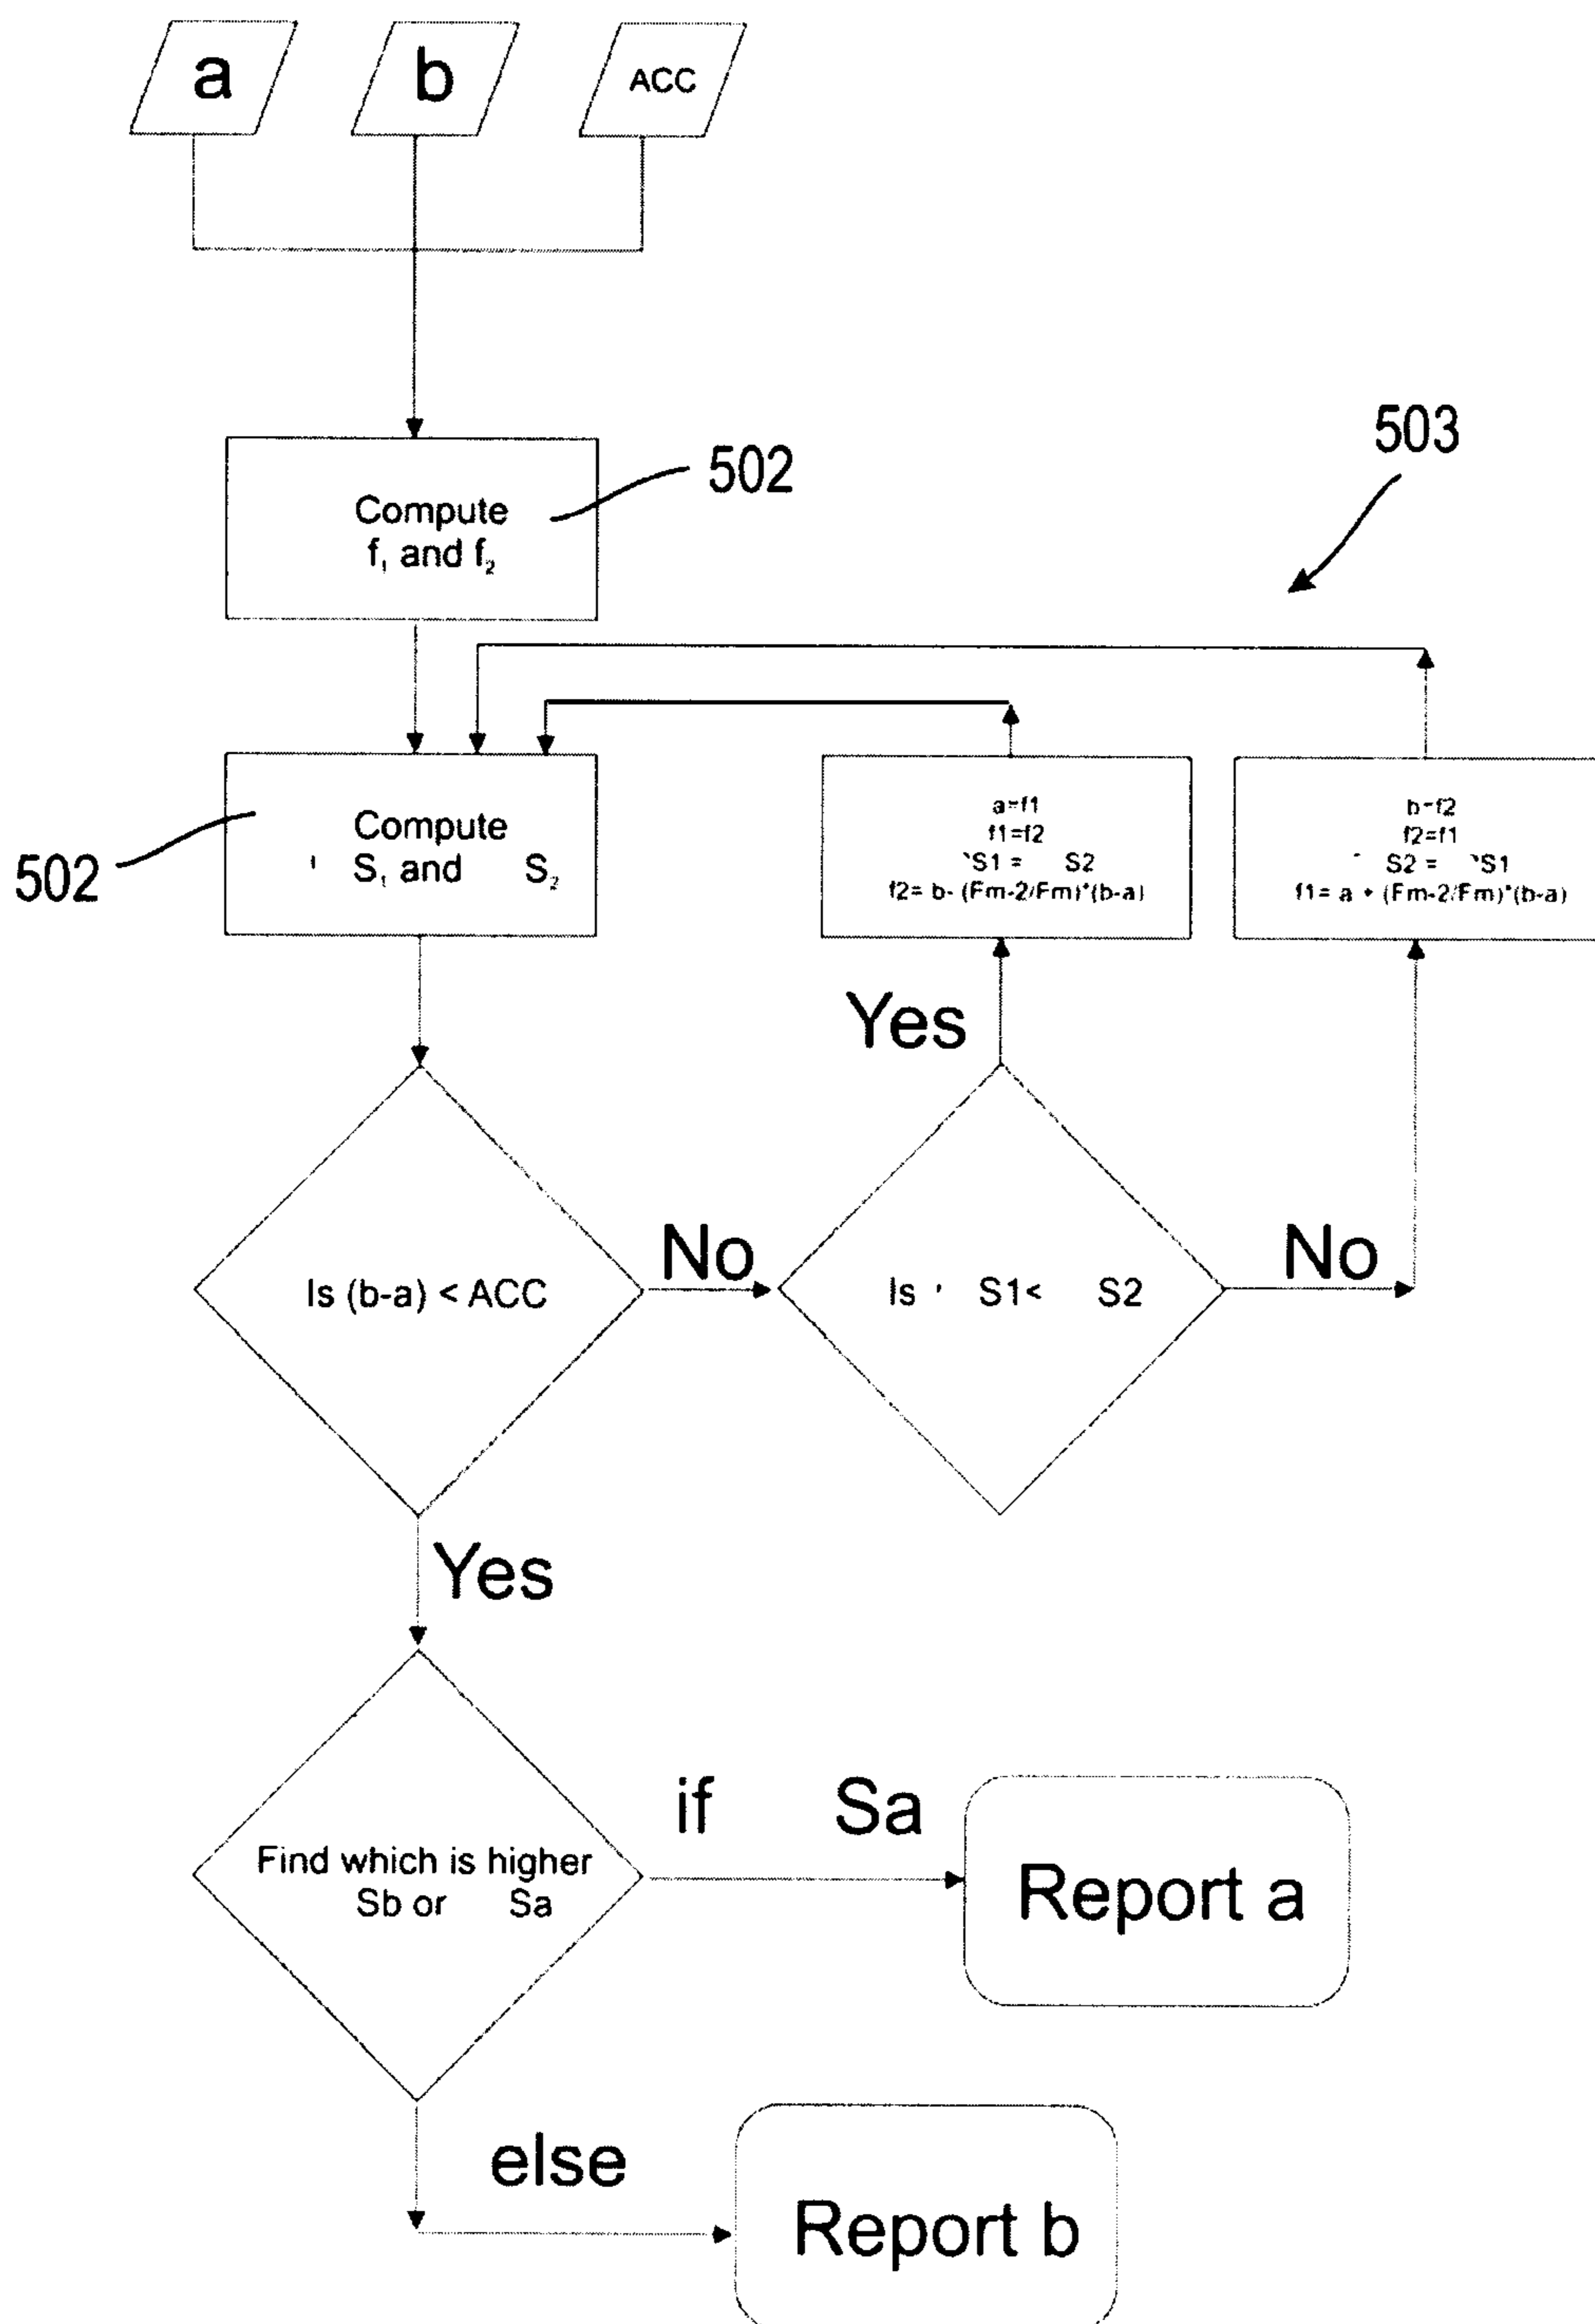 a
b
ACC
503
502
Compute
f₁ and f₂
502
Compute
S₁ and S₂
a=f1
f1=f2
S1 = S2
f2= b- (Fm-2/Fm)*(b-a)
b=f2
f2=f1
S2 = S1
f1= a + (Fm-2/Fm)*(b-a)
Yes
Is (b-a) < ACC
No
Is S1< S2
No
Yes
Find which is higher
Sb or Sa
if Sa
Report a
else
Report b